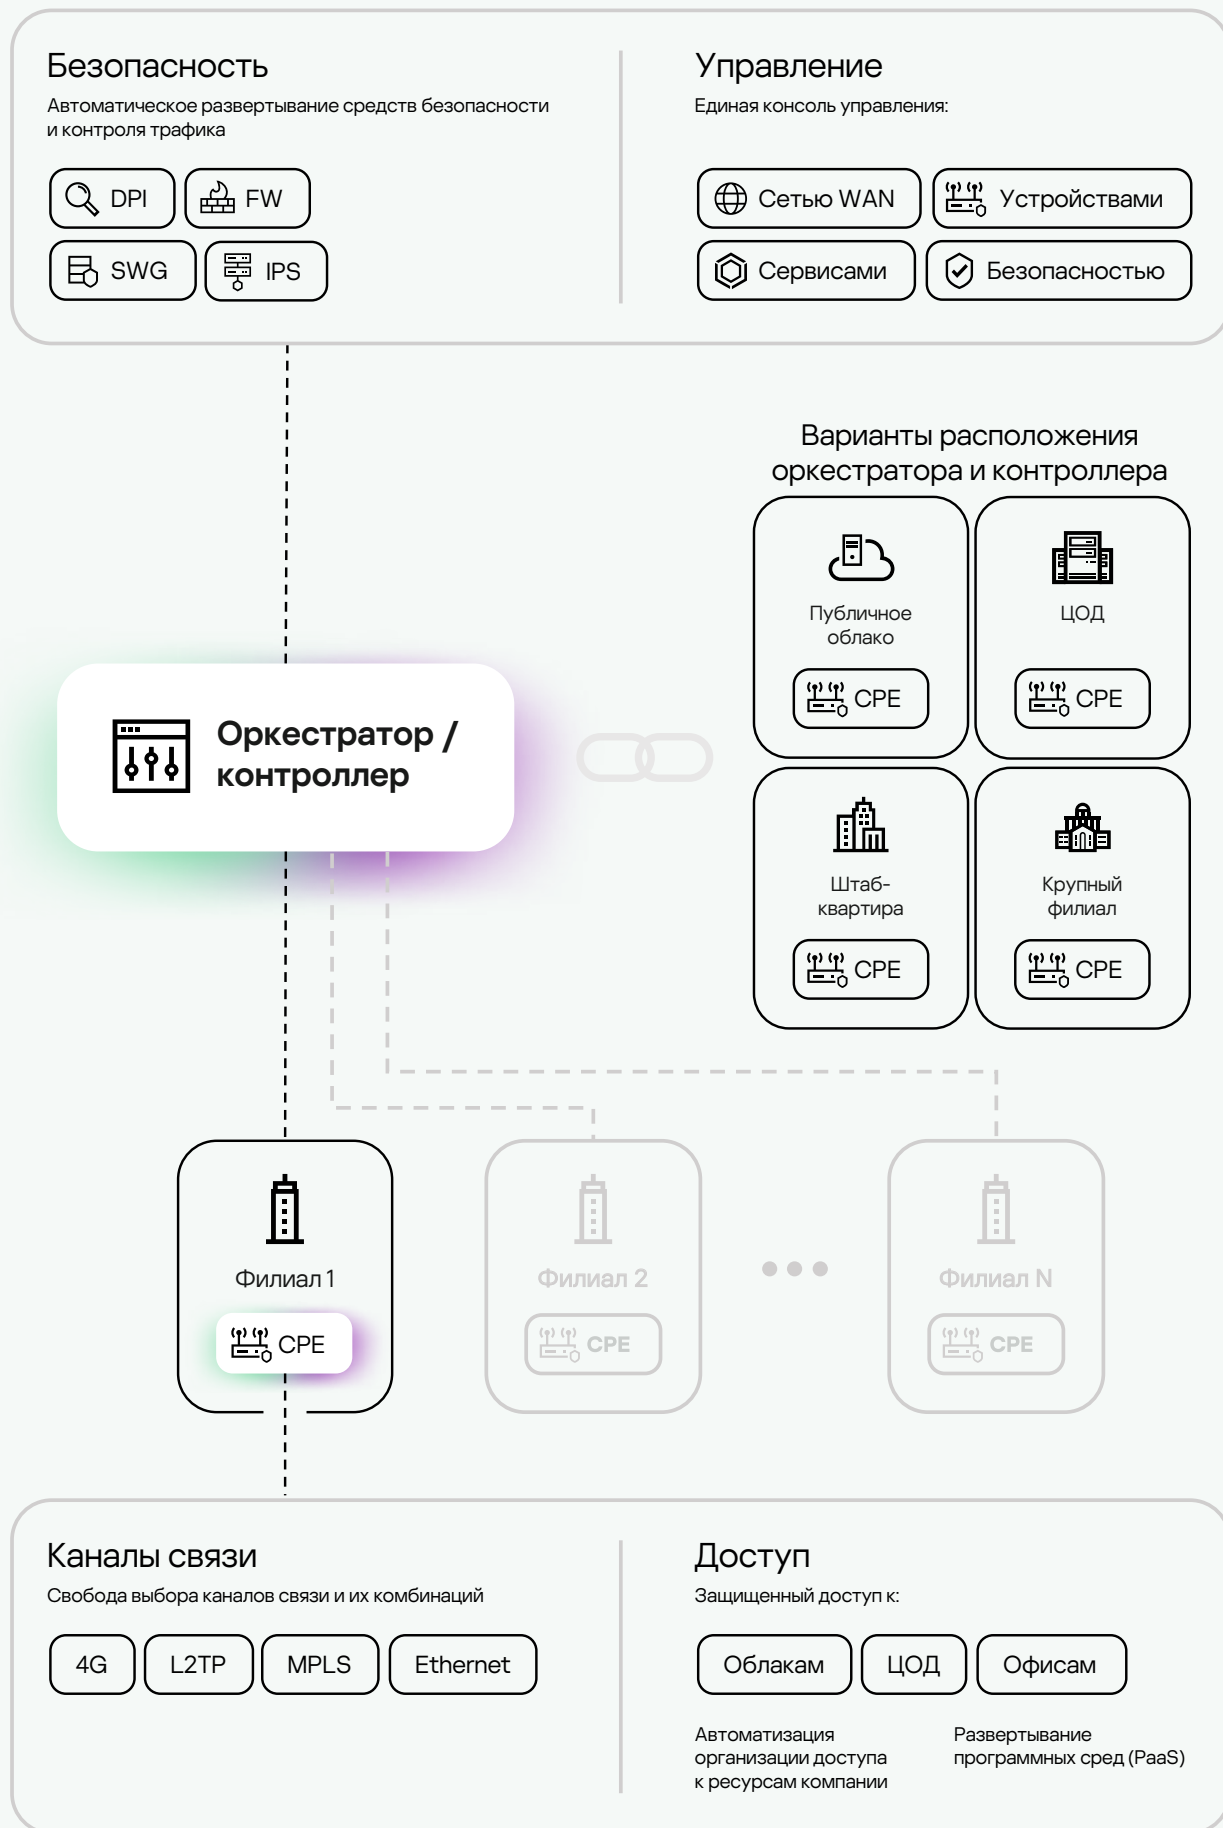 Безопасность
Автоматическое развертывание средств безопасности
и контроля трафика
DPI
FW
SWG
IPS
Управление
Единая консоль управления:
Сетью WAN
Устройствами
Сервисами
Безопасностью
Варианты расположения
оркестратора и контроллера
Публичное
облако
CPE
ЦОД
CPE
Штаб-
квартира
CPE
Крупный
филиал
CPE
Оркестратор /
контроллер
Филиал 1
CPE
Филиал 2
CPE
Филиал N
CPE
Каналы связи
Свобода выбора каналов связи и их комбинаций
4G
L2TP
MPLS
Ethernet
Доступ
Защищенный доступ к:
Облакам
ЦОД
Офисам
Автоматизация
организации доступа
к ресурсам компании
Развертывание
программных сред (PaaS)